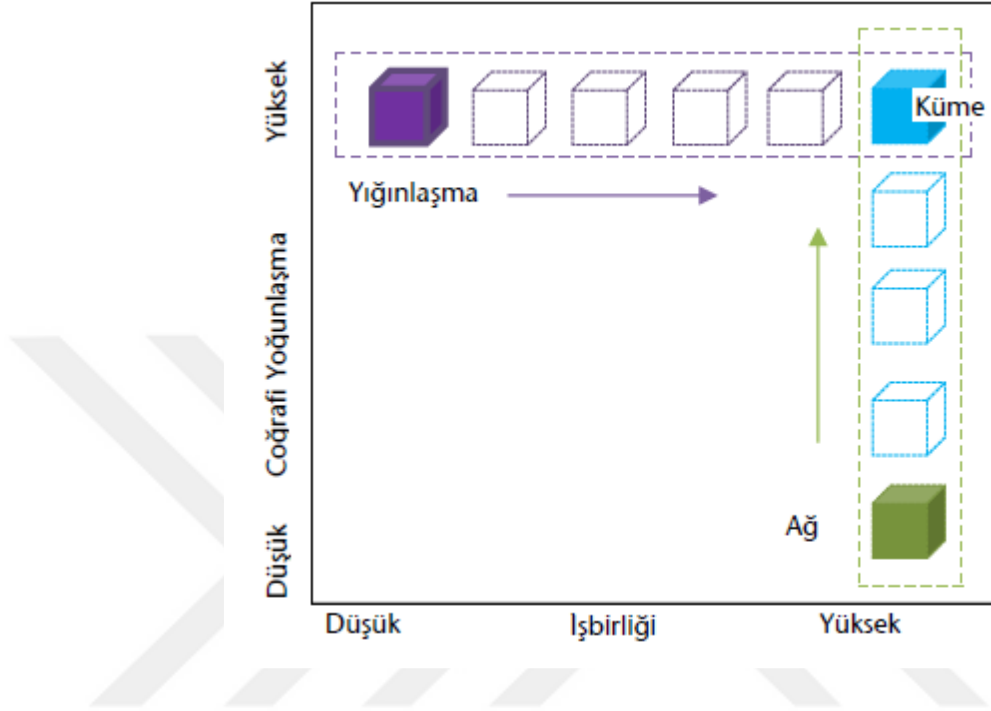 Yüksek
Küme
Yığınlaşma
Coğrafi Yoğunlaşma
Ağ
Düşük
Düşük
İşbirliği
Yüksek